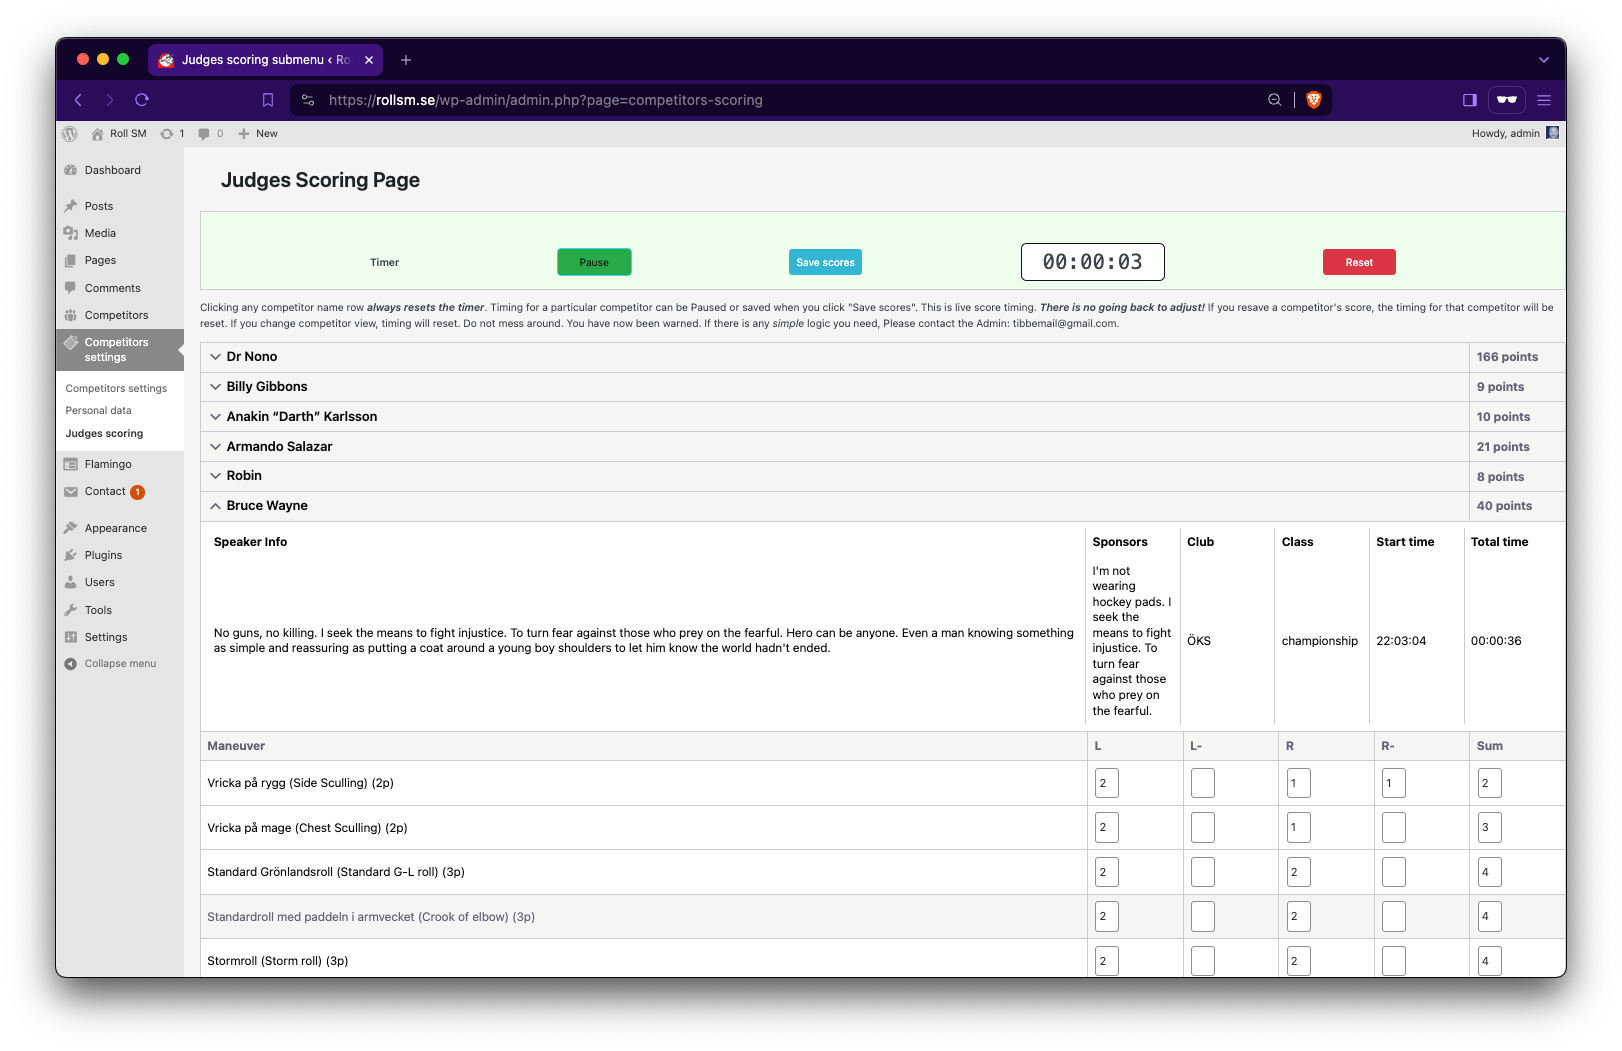 Judges scoring submenu ‹ Ro
https://rollsm.se/wp-admin/admin.php?page=competitors-scoring
Roll SM 1 0 New Howdy, admin
Dashboard
Posts
Media
Pages
Comments
Competitors
Competitors
settings
Competitors settings
Personal data
Judges scoring
Flamingo
Contact 1
Appearance
Plugins
Users
Tools
Settings
Collapse menu
Judges Scoring Page
Timer Pause Save scores 00:00:03 Reset
Clicking any competitor name row always resets the timer. Timing for a particular competitor can be Paused or saved when you click "Save scores". This is live score timing. There is no going back to adjust! If you resave a competitor's score, the timing for that competitor will be
reset. If you change competitor view, timing will reset. Do not mess around. You have now been warned. If there is any simple logic you need, Please contact the Admin: tibbemail@gmail.com.
Dr Nono 166 points
Billy Gibbons 9 points
Anakin “Darth” Karlsson 10 points
Armando Salazar 21 points
Robin 8 points
Bruce Wayne 40 points
Speaker Info Sponsors Club Class Start time Total time
No guns, no killing. I seek the means to fight injustice. To turn fear against those who prey on the fearful. Hero can be anyone. Even a man knowing something
as simple and reassuring as putting a coat around a young boy shoulders to let him know the world hadn't ended.
I'm not
wearing
hockey pads. I
seek the
means to fight
injustice. To
turn fear
against those
who prey on
the fearful.
ÖKS championship 22:03:04 00:00:36
Maneuver L L- R R- Sum
Vricka på rygg (Side Sculling) (2p) 2 1 1 2
Vricka på mage (Chest Sculling) (2p) 2 1 3
Standard Grönlandsroll (Standard G-L roll) (3p) 2 2 4
Standardroll med paddeln i armvecket (Crook of elbow) (3p) 2 2 4
Stormroll (Storm roll) (3p) 2 2 4